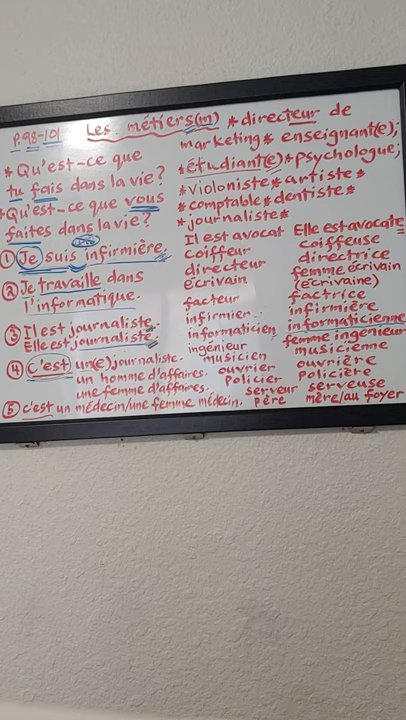 P.98-101 Les métiers(m) * directeur de
marketing * enseignant(e);
* étudiant(e) * psychologue;
* violoniste * artiste *
* comptable * dentiste *
* journaliste *
* Qu'est-ce que
tu fais dans la vie?
* Qu'est-ce que vous
faites dans la vie?
① Je suis infirmière.
② Je travaille dans
l'informatique.
③ Il est journaliste.
Elle est journaliste.
④ c'est un(e) journaliste.
un homme d'affaires.
une femme d'affaires.
⑤ c'est un médecin/une femme médecin.
Il est avocat Elle est avocate
coiffeur coiffeuse
directeur directrice
écrivain femme écrivain
(écrivaine)
facteur factrice
infirmier infirmière
informaticien informaticienne
ingénieur femme ingénieur
musicien musicienne
ouvrier ouvrière
policier policière
serveur serveuse
père mère/au foyer